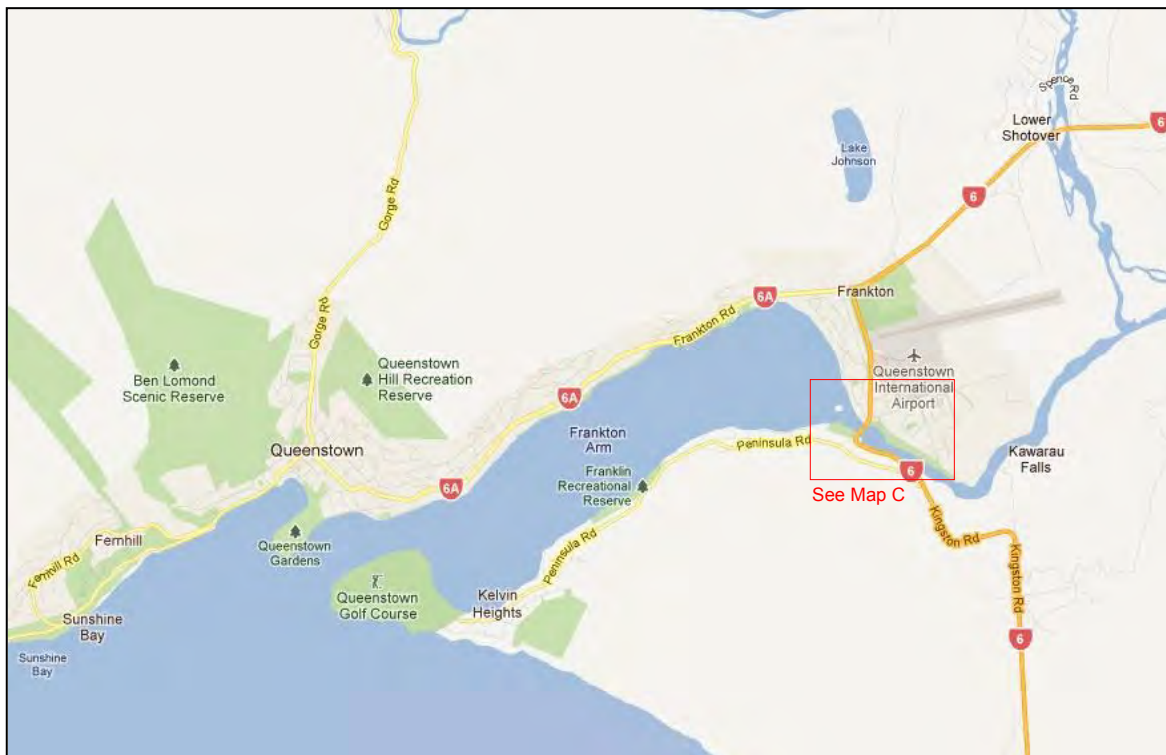 Spence Rd
Lower
Shotover
6
Lake
Johnson
6
Gorge Rd
6A
Frankton
Frankton Rd
Gorge Rd
Queenstown
Hill Recreation
Reserve
Ben Lomond
Scenic Reserve
Queenstown
International
Airport
6A
Frankton
Arm
Peninsula Rd
Queenstown
Kawarau
Falls
6
Franklin
Recreational
Reserve
6A
See Map C
Kingston Rd
Fernhill
Queenstown
Gardens
Peninsula Rd
Kingston Rd
Fernhill Rd
Queenstown
Golf Course
Kelvin
Heights
Sunshine
Bay
6
Sunshine
Bay